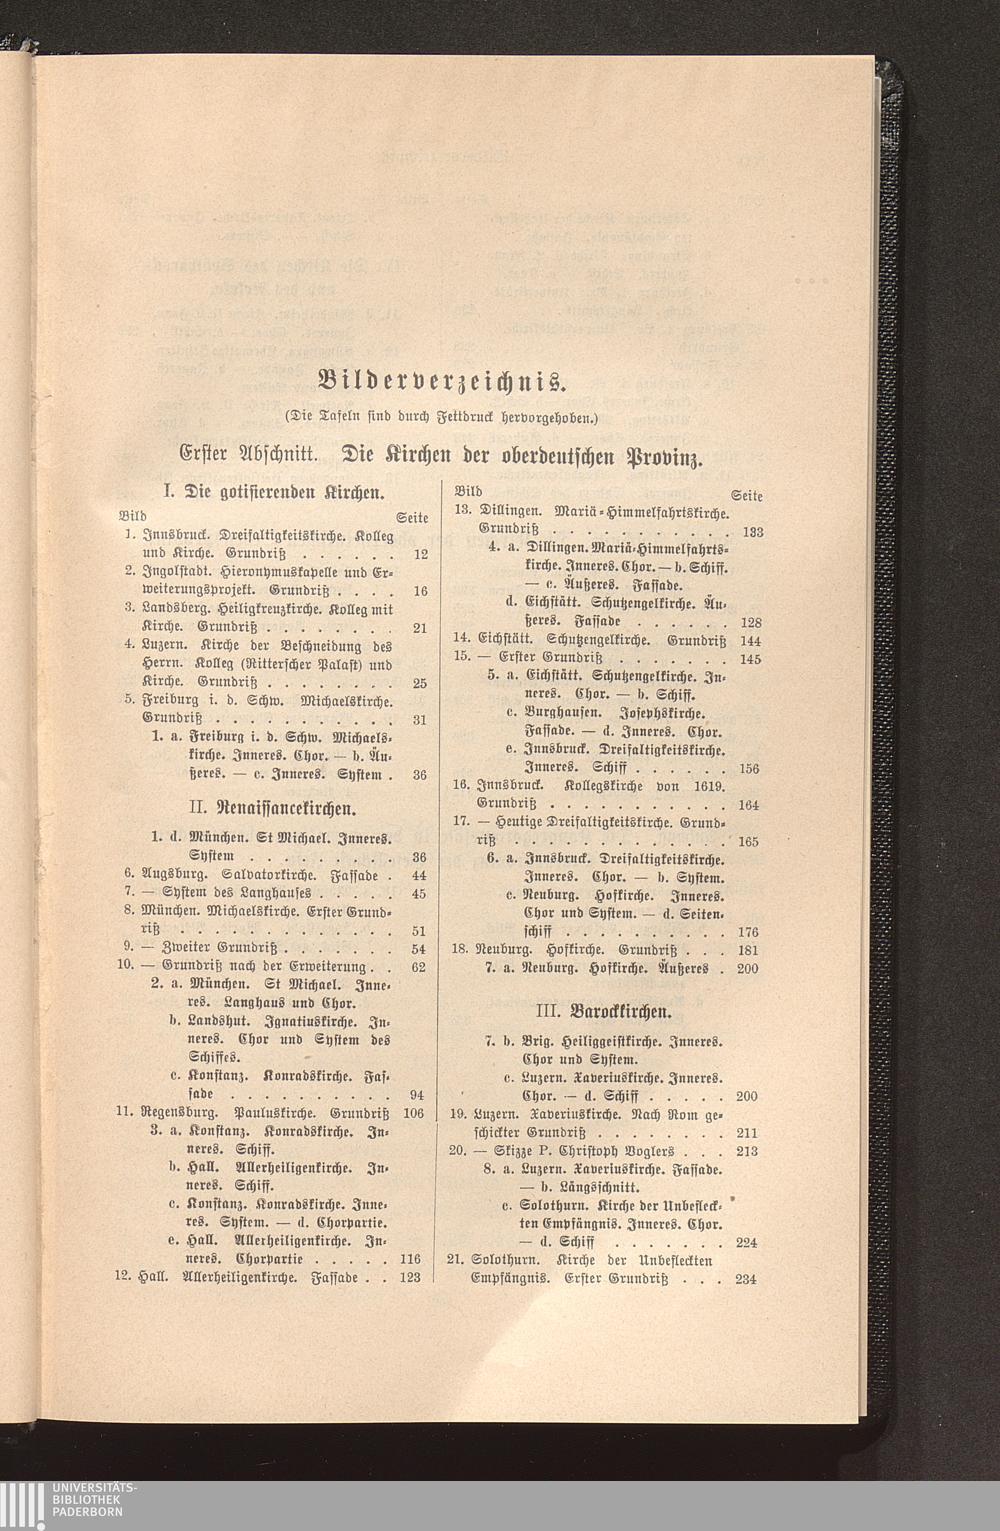 Bilderverzeichnis.
(Die Tafeln sind durch Fettdruck hervorgehoben.)
Erster Abschnitt. Die Kirchen der oberdeutschen Provinz.
I. Die gotisierenden Kirchen.
Bild Seite
1. Innsbruck. Dreifaltigkeitskirche. Kolleg
und Kirche. Grundriß . . . . . . 12
2. Ingolstadt. Hieronymuskapelle und Er-
weiterungsprojekt. Grundriß . . . . 16
3. Landsberg. Heiligkreuzkirche. Kolleg mit
Kirche. Grundriß . . . . . . . . 21
4. Luzern. Kirche der Beschneidung des
Herrn. Kolleg (Ritterscher Palast) und
Kirche. Grundriß . . . . . . . . 25
5. Freiburg i. d. Schw. Michaelskirche.
Grundriß . . . . . . . . . . . 31
1. a. Freiburg i. d. Schw. Michaels-
kirche. Inneres. Chor. — b. Äu-
ßeres. — c. Inneres. System . 36
II. Renaissancekirchen.
1. d. München. St Michael. Inneres.
System . . . . . . . . . 36
6. Augsburg. Salvatorkirche. Fassade . 44
7. — System des Langhauses . . . . . 45
8. München. Michaelskirche. Erster Grund-
riß . . . . . . . . . . . . . . 51
9. — Zweiter Grundriß . . . . . . . 54
10. — Grundriß nach der Erweiterung . . 62
2. a. München. St Michael. Inne-
res. Langhaus und Chor.
b. Landshut. Ignatiuskirche. In-
neres. Chor und System des
Schiffes.
c. Konstanz. Konradskirche. Fas-
sade . . . . . . . . . . 94
11. Regensburg. Pauluskirche. Grundriß 106
3. a. Konstanz. Konradskirche. In-
neres. Schiff.
b. Hall. Allerheiligenkirche. In-
neres. Schiff.
c. Konstanz. Konradskirche. Inne-
res. System. — d. Chorpartie.
e. Hall. Allerheiligenkirche. In-
neres. Chorpartie . . . . . 116
12. Hall. Allerheiligenkirche. Fassade . . 123
Bild Seite
13. Dillingen. Mariä-Himmelfahrtskirche.
Grundriß . . . . . . . . . . . 133
4. a. Dillingen. Mariä-Himmelfahrts-
kirche. Inneres. Chor. — b. Schiff.
— c. Äußeres. Fassade.
d. Eichstätt. Schutzengelkirche. Äu-
ßeres. Fassade . . . . . . 128
14. Eichstätt. Schutzengelkirche. Grundriß 144
15. — Erster Grundriß . . . . . . . 145
5. a. Eichstätt. Schutzengelkirche. In-
neres. Chor. — b. Schiff.
c. Burghausen. Josephskirche.
Fassade. — d. Inneres. Chor.
e. Innsbruck. Dreifaltigkeitskirche.
Inneres. Schiff . . . . . . 156
16. Innsbruck. Kollegskirche von 1619.
Grundriß . . . . . . . . . . . 164
17. — Heutige Dreifaltigkeitskirche. Grund-
riß . . . . . . . . . . . . . 165
6. a. Innsbruck. Dreifaltigkeitskirche.
Inneres. Chor. — b. System.
c. Neuburg. Hofkirche. Inneres.
Chor und System. — d. Seiten-
schiff . . . . . . . . . . 176
18. Neuburg. Hofkirche. Grundriß . . . 181
7. a. Neuburg. Hofkirche. Äußeres . 200
III. Barockkirchen.
7. b. Brig. Heiliggeistkirche. Inneres.
Chor und System.
c. Luzern. Xaveriuskirche. Inneres.
Chor. — d. Schiff . . . . . 200
19. Luzern. Xaveriuskirche. Nach Rom ge-
schickter Grundriß . . . . . . . . 211
20. — Skizze P. Christoph Voglers . . . 213
8. a. Luzern. Xaveriuskirche. Fassade.
— b. Längsschnitt.
c. Solothurn. Kirche der Unbefleck-
ten Empfängnis. Inneres. Chor.
— d. Schiff . . . . . . . 224
21. Solothurn. Kirche der Unbefleckten
Empfängnis. Erster Grundriß . . . 234
UNIVERSITÄTS-
BIBLIOTHEK
PADERBORN